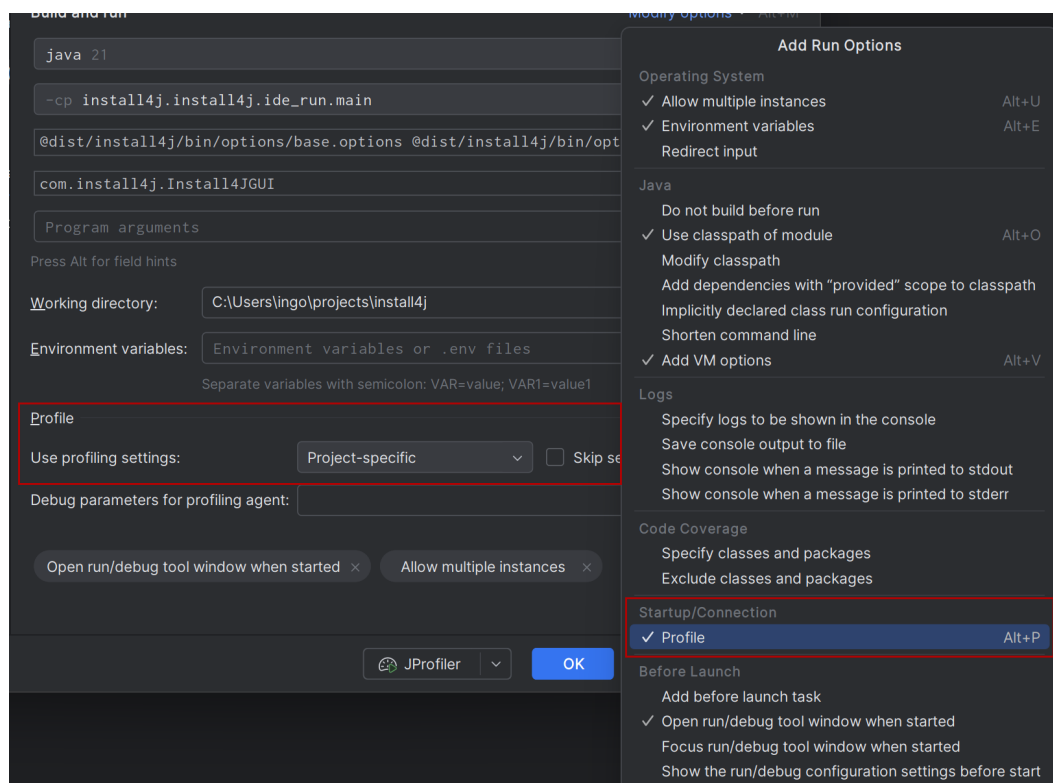 Build and run
Modify options Alt+M
java 21
-cp install4j.install4j.ide_run.main
@dist/install4j/bin/options/base.options @dist/install4j/bin/opt
com.install4j.Install4JGUI
Program arguments
Press Alt for field hints
Working directory: C:\Users\ingo\projects\install4j
Environment variables: Environment variables or .env files
Separate variables with semicolon: VAR=value; VAR1=value1
Profile
Use profiling settings: Project-specific Skip se
Debug parameters for profiling agent:
Open run/debug tool window when started × Allow multiple instances ×
JProfiler OK
Add Run Options
Operating System
✓ Allow multiple instances Alt+U
✓ Environment variables Alt+E
Redirect input
Java
Do not build before run
✓ Use classpath of module Alt+O
Modify classpath
Add dependencies with “provided” scope to classpath
Implicitly declared class run configuration
Shorten command line
✓ Add VM options Alt+V
Logs
Specify logs to be shown in the console
Save console output to file
Show console when a message is printed to stdout
Show console when a message is printed to stderr
Code Coverage
Specify classes and packages
Exclude classes and packages
Startup/Connection
✓ Profile Alt+P
Before Launch
Add before launch task
✓ Open run/debug tool window when started
Focus run/debug tool window when started
Show the run/debug configuration settings before start